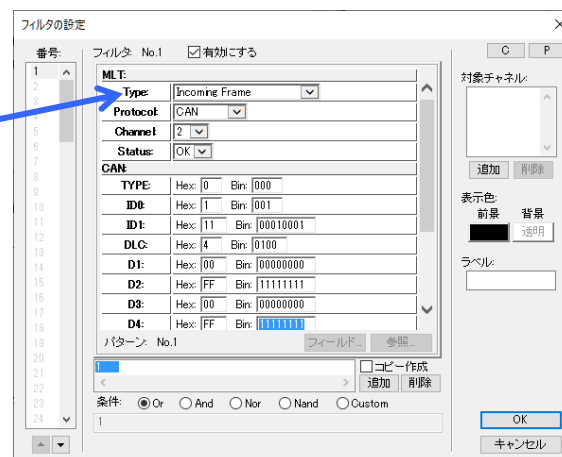 フィルタの設定
番号: フィルタ: No.1 有効にする C P
1
2
3
4
5
6
7
8
9
10
11
12
13
14
15
16
17
18
19
20
21
22
23
24
MLT:
Type: Incoming Frame
Protocol: CAN
Channel: 2
Status: OK
CAN:
TYPE: Hex: 0 Bin: 000
ID0: Hex: 1 Bin: 001
ID1: Hex: 11 Bin: 00010001
DLC: Hex: 4 Bin: 0100
D1: Hex: 00 Bin: 00000000
D2: Hex: FF Bin: 11111111
D3: Hex: 00 Bin: 00000000
D4: Hex: FF Bin: 11111111
パターン: No.1 フィールド... 参照...
1
コピー作成
追加 削除
条件: Or And Nor Nand Custom
1
対象チャネル:
追加 削除
表示色:
前景 背景
透明
ラベル:
OK
キャンセル